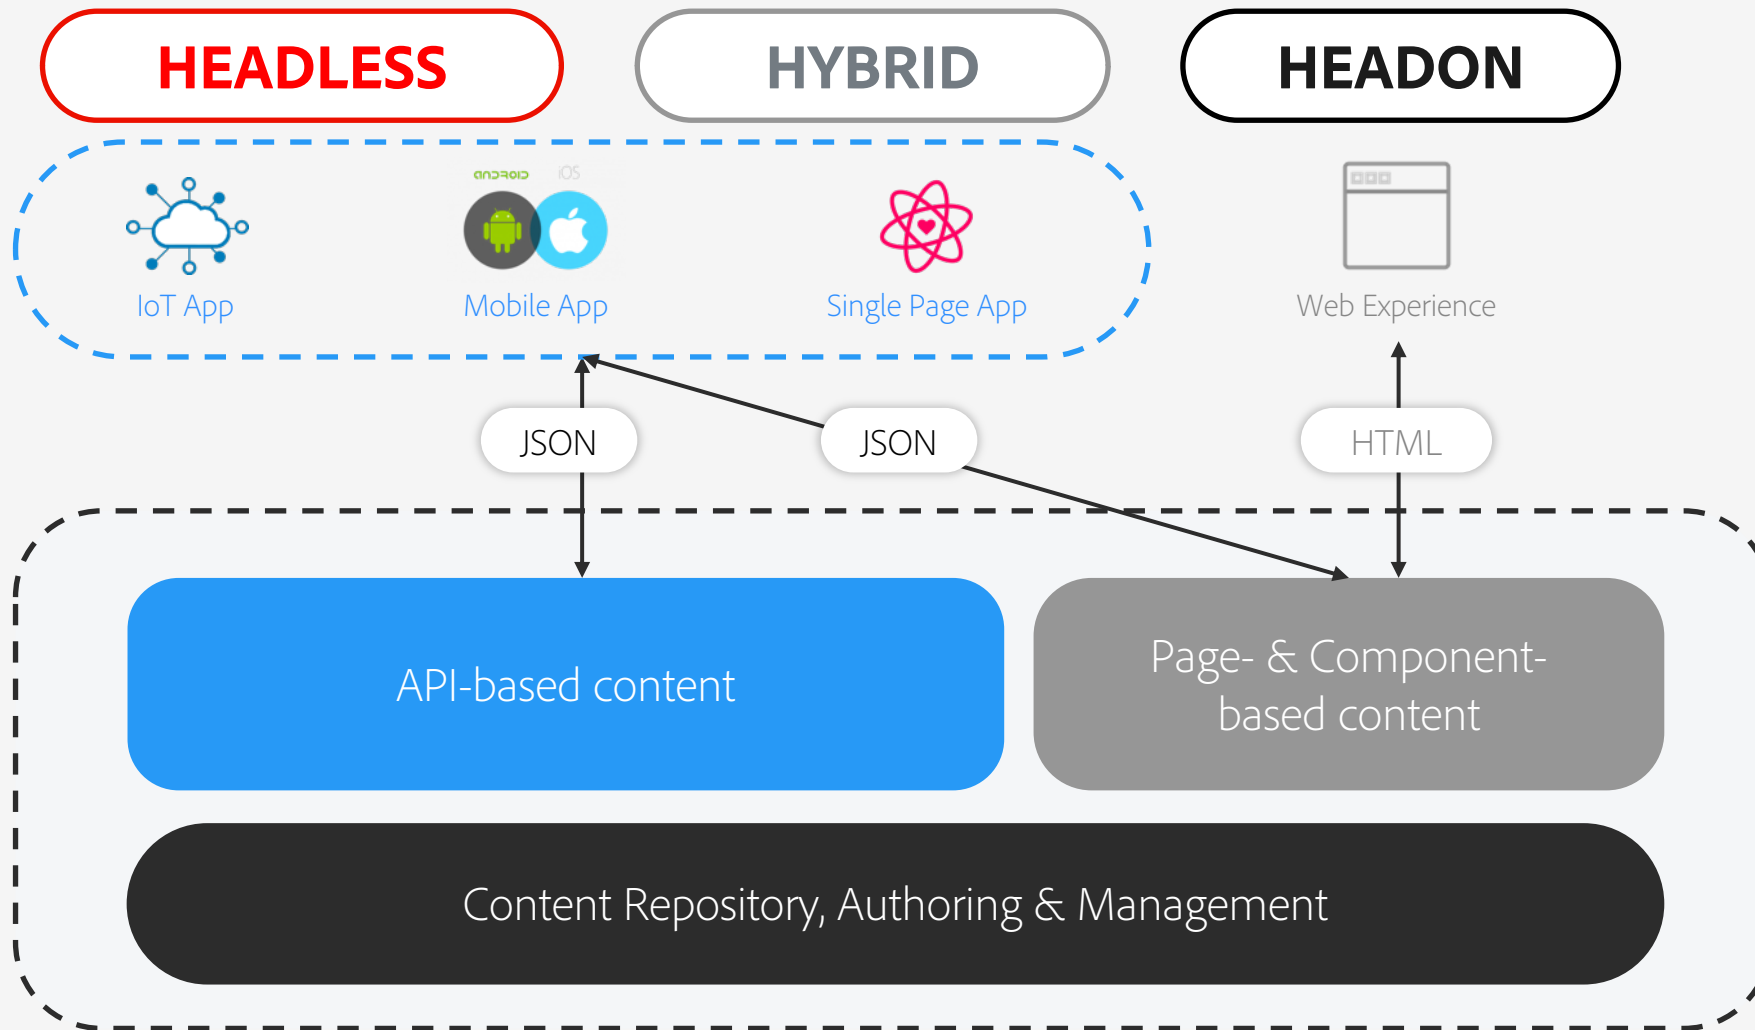 HEADLESS
HYBRID
HEADON
ANDROID
iOS
IoT App
Mobile App
Single Page App
Web Experience
JSON
JSON
HTML
API-based content
Page- & Component-
based content
Content Repository, Authoring & Management